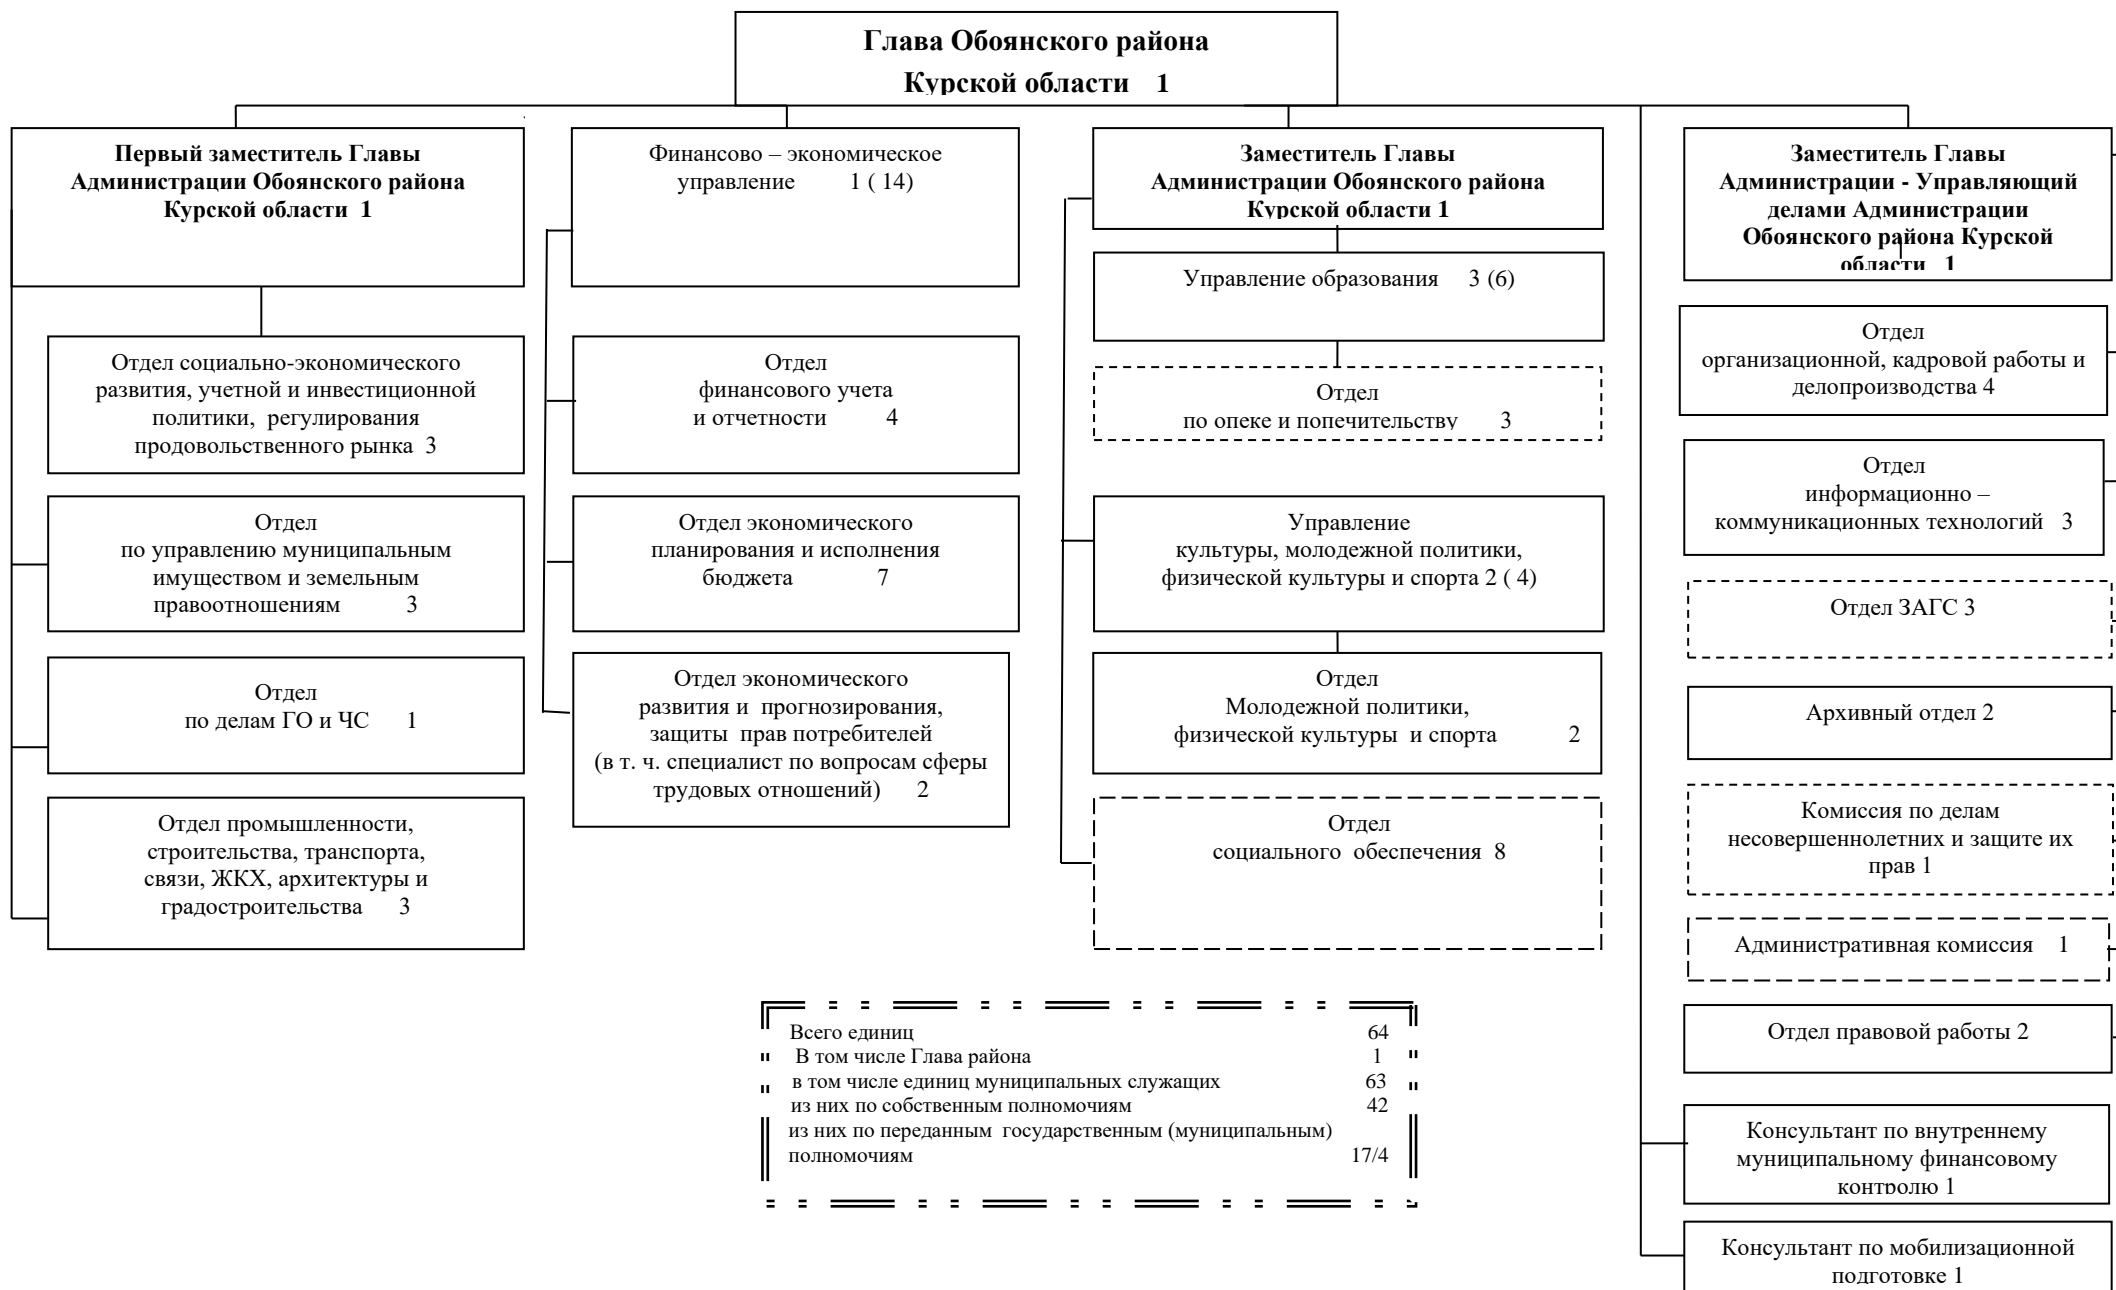 Глава Обоянского района
Курской области 1
Первый заместитель Главы
Администрации Обоянского района
Курской области 1
Отдел социально-экономического
развития, учетной и инвестиционной
политики, регулирования
продовольственного рынка 3
Отдел
по управлению муниципальным
имуществом и земельным
правоотношениям 3
Отдел
по делам ГО и ЧС 1
Отдел промышленности,
строительства, транспорта,
связи, ЖКХ, архитектуры и
градостроительства 3
Финансово – экономическое
управление 1 ( 14)
Отдел
финансового учета
и отчетности 4
Отдел экономического
планирования и исполнения
бюджета 7
Отдел экономического
развития и прогнозирования,
защиты прав потребителей
(в т. ч. специалист по вопросам сферы
трудовых отношений) 2
Заместитель Главы
Администрации Обоянского района
Курской области 1
Управление образования 3 (6)
Отдел
по опеке и попечительству 3
Управление
культуры, молодежной политики,
физической культуры и спорта 2 ( 4)
Отдел
Молодежной политики,
физической культуры и спорта 2
Отдел
социального обеспечения 8
Заместитель Главы
Администрации - Управляющий
делами Администрации
Обоянского района Курской
области 1
Отдел
организационной, кадровой работы и
делопроизводства 4
Отдел
информационно –
коммуникационных технологий 3
Отдел ЗАГС 3
Архивный отдел 2
Комиссия по делам
несовершеннолетних и защите их
прав 1
Административная комиссия 1
Отдел правовой работы 2
Консультант по внутреннему
муниципальному финансовому
контролю 1
Консультант по мобилизационной
подготовке 1
Всего единиц 64
В том числе Глава района 1
в том числе единиц муниципальных служащих 63
из них по собственным полномочиям 42
из них по переданным государственным (муниципальным)
полномочиям 17/4